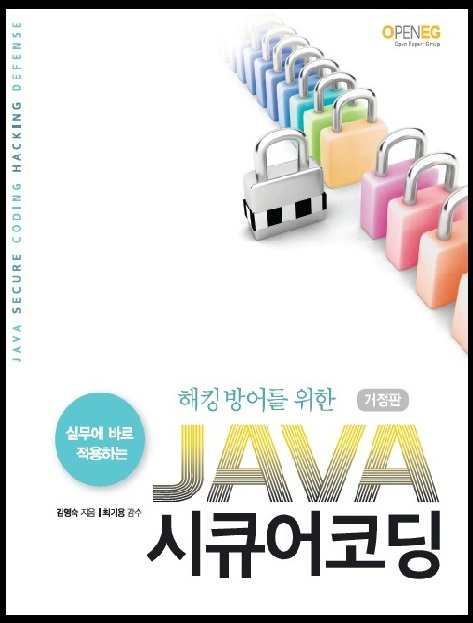 OPENEG
Open Expert Group
JAVA SECURE CODING HACKING DEFENSE
해킹 방어를 위한
개정판
실무에 바로
적용하는
JAVA
김영숙 지음 | 최기용 감수
시큐어코딩